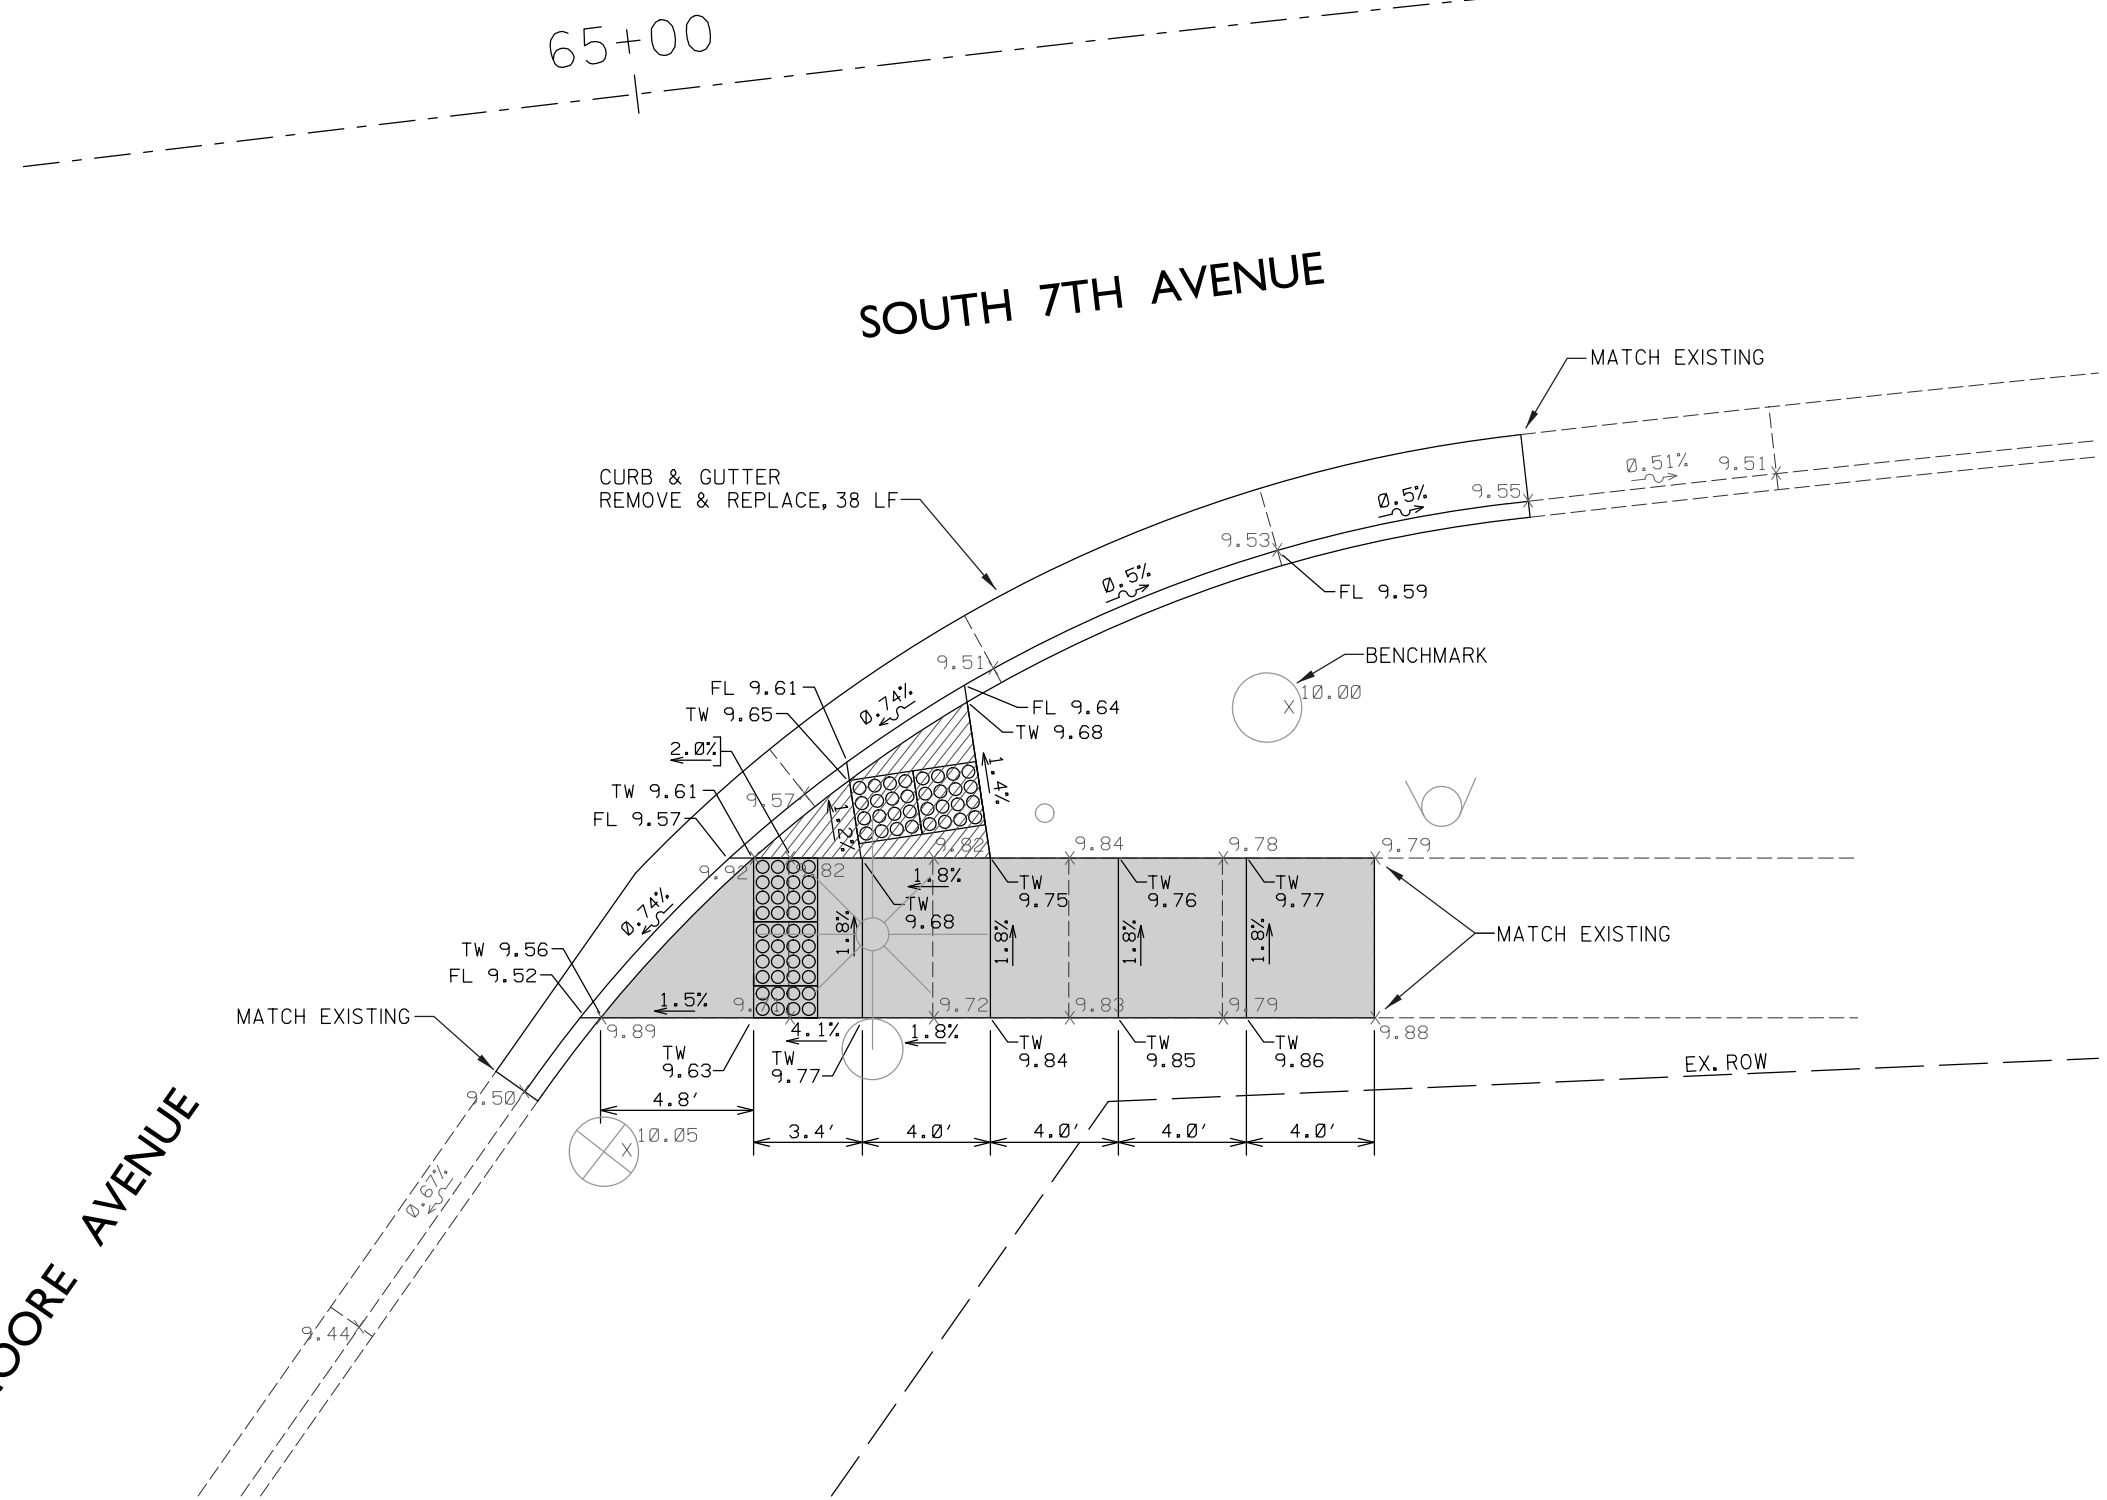 65+00
SOUTH 7TH AVENUE
MATCH EXISTING
0.51%
9.51
9.55
0.5%
CURB & GUTTER
REMOVE & REPLACE, 38 LF
9.53
0.5%
FL 9.59
BENCHMARK
10.00
9.51
FL 9.61
TW 9.65
0.74%
FL 9.64
TW 9.68
2.0%
TW 9.61
FL 9.57
9.57
1.2%
1.4%
9.92
9.82
9.82
9.84
9.78
9.79
1.8%
TW
9.68
TW
9.75
TW
9.76
TW
9.77
0.74%
1.8%
1.8%
1.8%
1.8%
MATCH EXISTING
TW 9.56
FL 9.52
MATCH EXISTING
1.5%
9.72
9.83
9.79
9.89
4.1%
1.8%
9.88
TW
9.63
TW
9.77
TW
9.84
TW
9.85
TW
9.86
EX. ROW
9.50
4.8'
3.4'
4.0'
4.0'
4.0'
4.0'
10.05
0.67%
9.44
OORE AVENUE